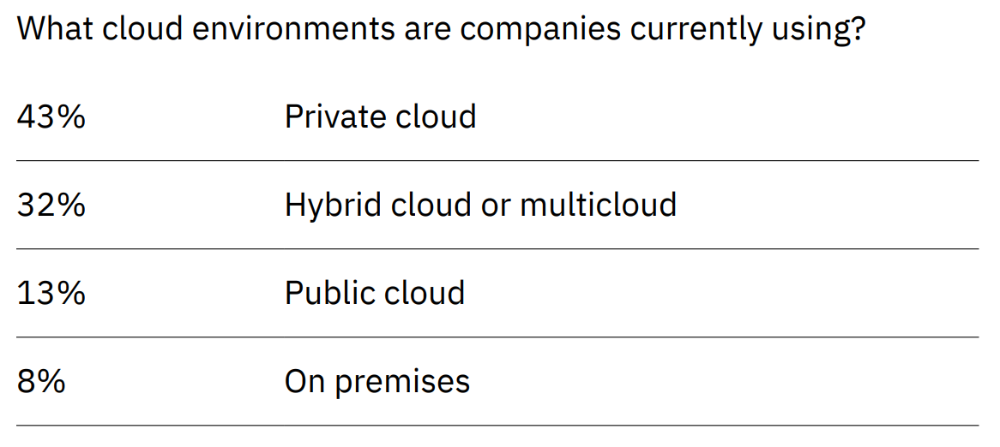 What cloud environments are companies currently using?
43% Private cloud
32% Hybrid cloud or multicloud
13% Public cloud
8% On premises